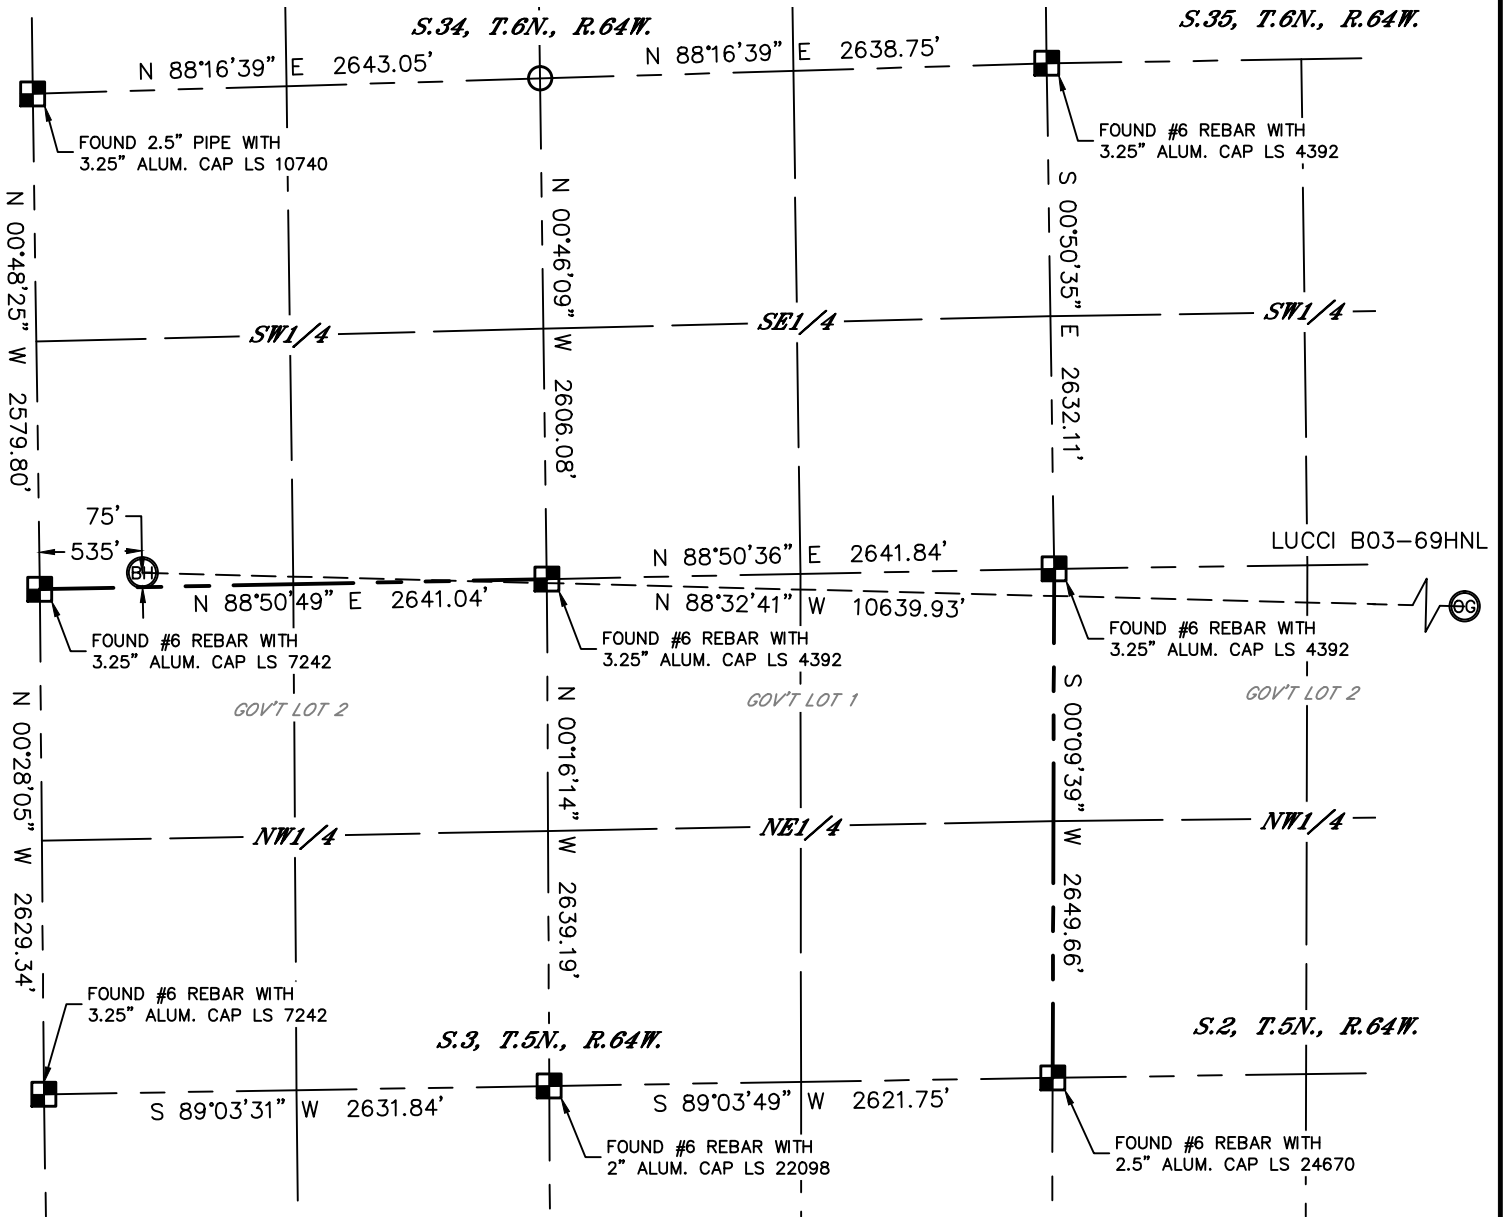 S.34, T.6N., R.64W.
S.35, T.6N., R.64W.
N 88°16'39" E 2643.05'
N 88°16'39" E 2638.75'
FOUND 2.5" PIPE WITH
3.25" ALUM. CAP LS 10740
FOUND #6 REBAR WITH
3.25" ALUM. CAP LS 4392
N 00°48'25" W 2579.80'
N 00°46'09" W 2606.08'
S 00°50'35" E 2632.11'
SW1/4
SE1/4
SW1/4
75'
535'
BH
N 88°50'49" E 2641.04'
N 88°50'36" E 2641.84'
N 88°32'41" W 10639.93'
LUCCI B03-69HNL
OG
FOUND #6 REBAR WITH
3.25" ALUM. CAP LS 7242
FOUND #6 REBAR WITH
3.25" ALUM. CAP LS 4392
FOUND #6 REBAR WITH
3.25" ALUM. CAP LS 4392
GOV'T LOT 2
GOV'T LOT 1
GOV'T LOT 2
N 00°28'05" W 2629.34'
N 00°16'14" W 2639.19'
S 00°09'39" W 2649.66'
NW1/4
NE1/4
NW1/4
FOUND #6 REBAR WITH
3.25" ALUM. CAP LS 7242
S.3, T.5N., R.64W.
S.2, T.5N., R.64W.
S 89°03'31" W 2631.84'
S 89°03'49" W 2621.75'
FOUND #6 REBAR WITH
2" ALUM. CAP LS 22098
FOUND #6 REBAR WITH
2.5" ALUM. CAP LS 24670